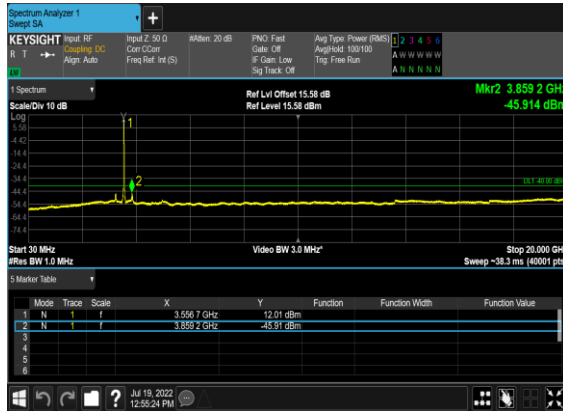 Spectrum Analyzer 1
Swept SA
+
KEYSIGHT Input: RF Input Z: 50 Ω #Atten: 20 dB PNO: Fast Avg Type: Power (RMS) 1 2 3 4 5 6
R T Coupling: DC Corr CCorr Gate: Off Avg|Hold: 100/100 A W W W W W
Align: Auto Freq Ref: Int (S) IF Gain: Low Trig: Free Run
Sig Track: Off A N N N N N
1 Spectrum
Scale/Div 10 dB
Ref Lvl Offset 15.58 dB
Ref Level 15.58 dBm
Mkr2 3.859 2 GHz
-45.914 dBm
Log
5.58
-4.42
-14.4
-24.4
-34.4
-44.4
-54.4
-64.4
-74.4
1
2
DL1 -40.00 dB
Start 30 MHz Video BW 3.0 MHz* Stop 20.000 GH
#Res BW 1.0 MHz Sweep ~38.3 ms (40001 pts
5 Marker Table
Mode Trace Scale X Y Function Function Width Function Value
1 N 1 f 3.556 7 GHz 12.01 dBm
2 N 1 f 3.859 2 GHz -45.91 dBm
3
4
5
6
? Jul 19, 2022
12:55:24 PM